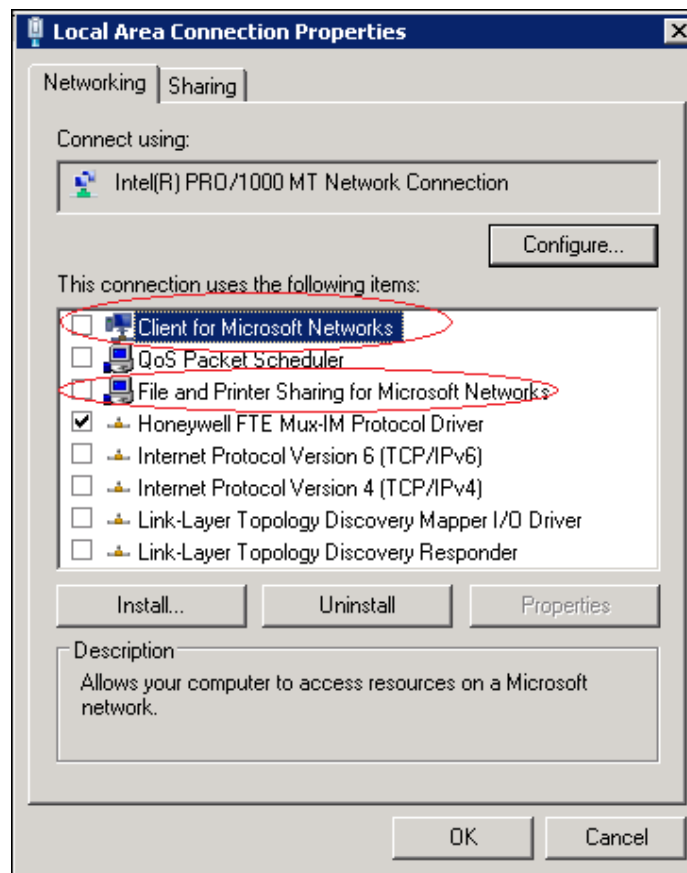 Local Area Connection Properties
Networking
Sharing
Connect using:
Intel(R) PRO/1000 MT Network Connection
Configure...
This connection uses the following items:
Client for Microsoft Networks
QoS Packet Scheduler
File and Printer Sharing for Microsoft Networks
Honeywell FTE Mux-IM Protocol Driver
Internet Protocol Version 6 (TCP/IPv6)
Internet Protocol Version 4 (TCP/IPv4)
Link-Layer Topology Discovery Mapper I/O Driver
Link-Layer Topology Discovery Responder
Install...
Uninstall
Properties
Description
Allows your computer to access resources on a Microsoft
network.
OK
Cancel